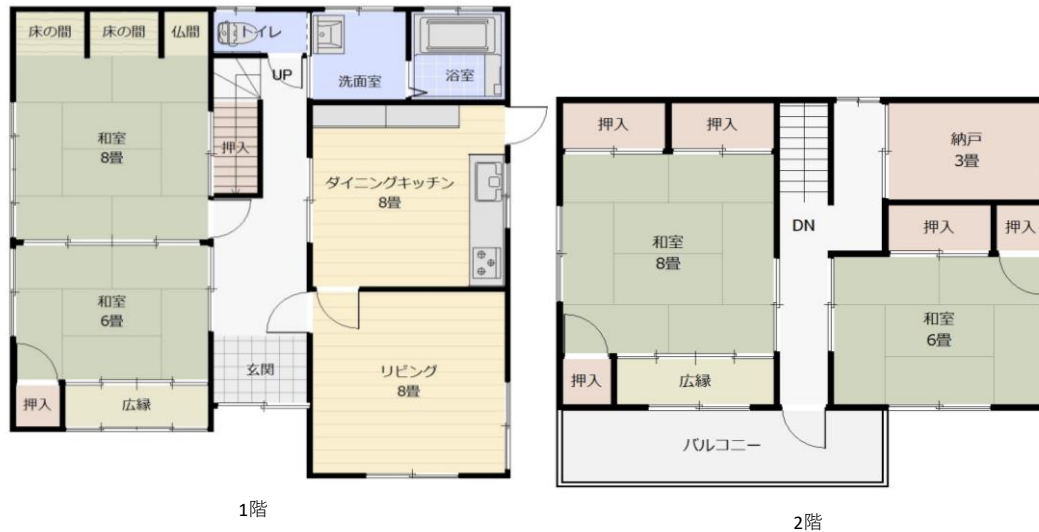 床の間
床の間
仏間
トイレ
洗面室
浴室
UP
和室
8畳
押入
ダイニングキッチン
8畳
和室
6畳
玄関
リビング
8畳
押入
広縁
1階
押入
押入
納戸
3畳
DN
押入
押入
和室
8畳
和室
6畳
押入
広縁
バルコニー
2階